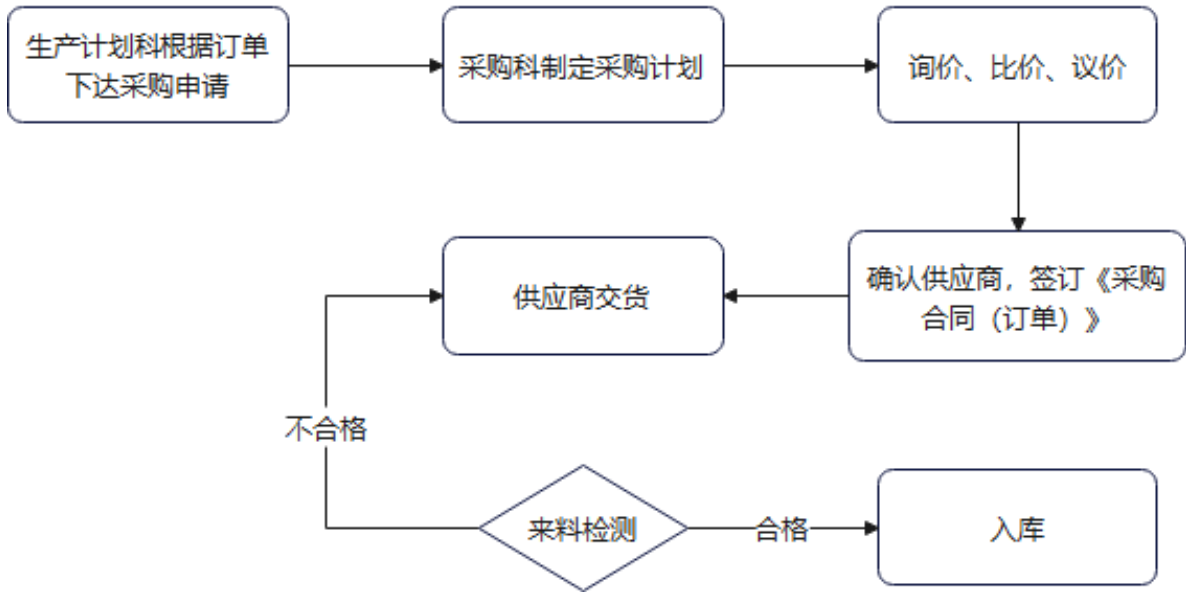 生产计划科根据订单
下达采购申请
采购科制定采购计划
询价、比价、议价
确认供应商，签订《采购
合同（订单）》
供应商交货
不合格
来料检测
合格
入库